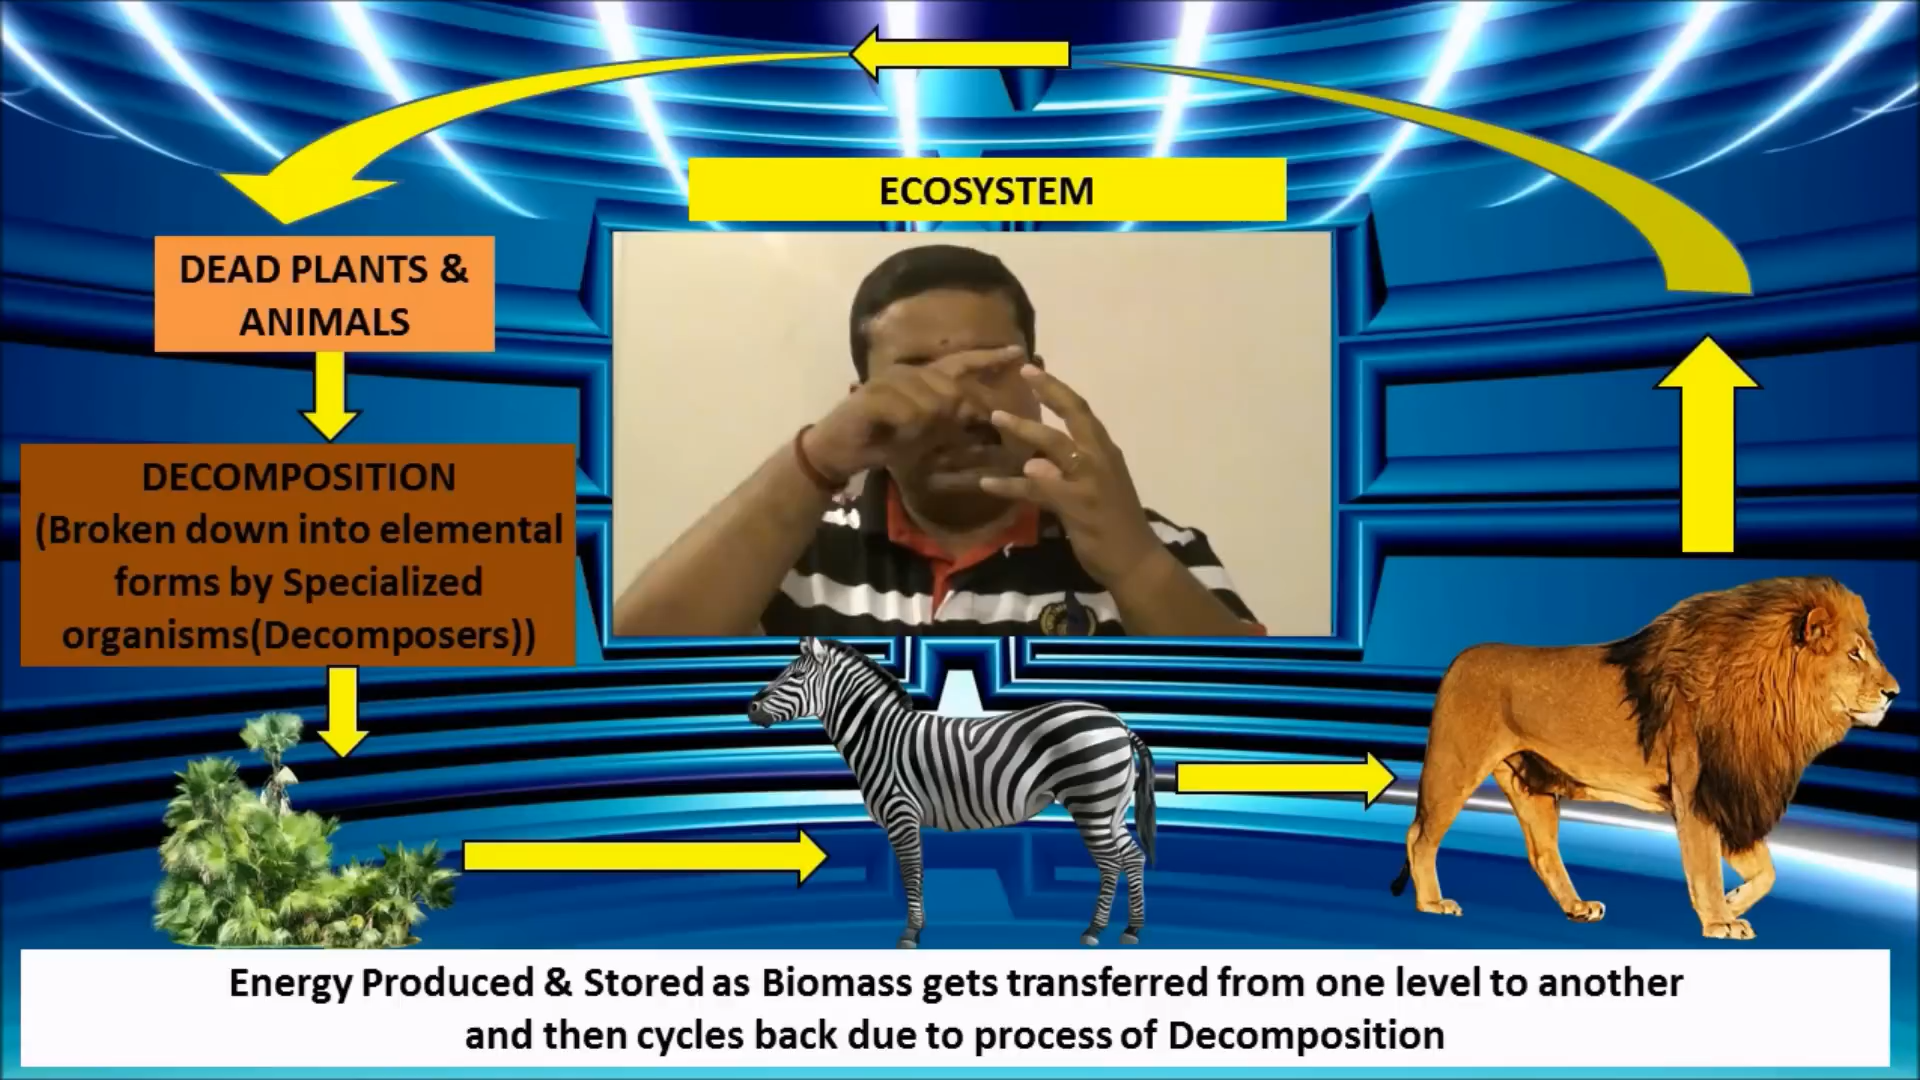 ECOSYSTEM
DEAD PLANTS &
ANIMALS
DECOMPOSITION
(Broken down into elemental
forms by Specialized
organisms(Decomposers))
Energy Produced & Stored as Biomass gets transferred from one level to another
and then cycles back due to process of Decomposition